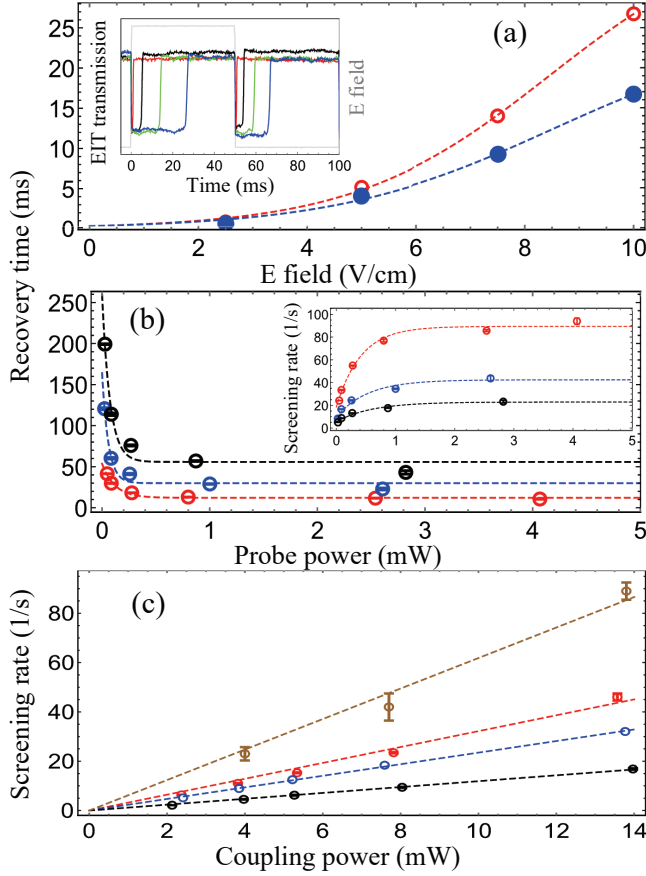 (a)
25
20
15
10
5
0
EIT transmission
E field
0 20 40 60 80 100
Time (ms)
0 2 4 6 8 10
E field (V/cm)
Recovery time (ms)
(b)
250
200
150
100
50
0
Screening rate (1/s)
100
80
60
40
20
0
0 1 2 3 4 5
0 1 2 3 4 5
Probe power (mW)
(c)
Screening rate (1/s)
80
60
40
20
0
0 2 4 6 8 10 12 14
Coupling power (mW)